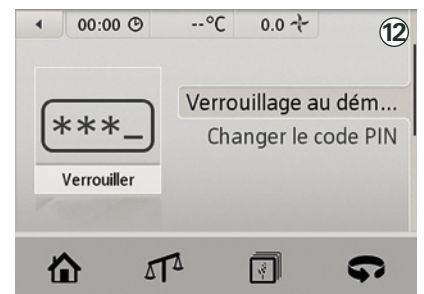 00:00 --°C 0.0 12
Verrouillage au dém...
***_
Changer le code PIN
Verrouiller